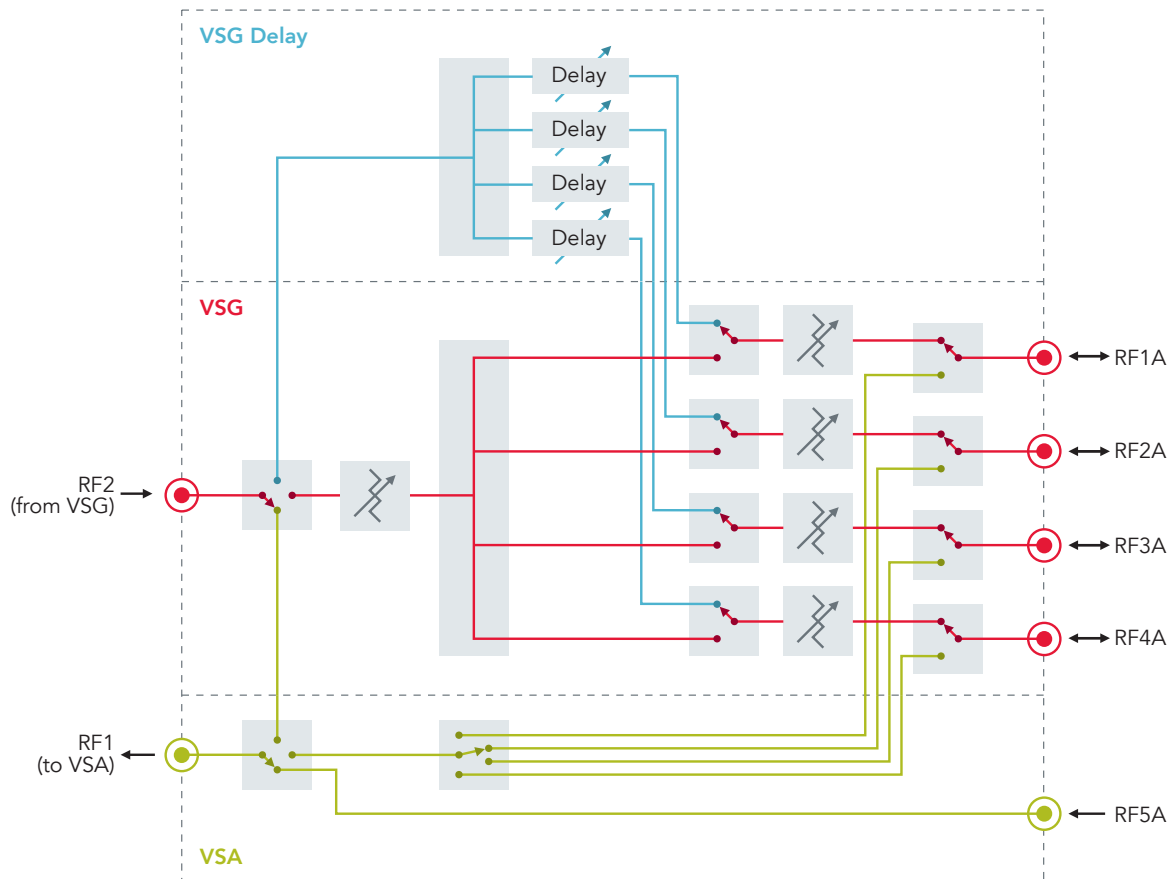 VSG Delay
Delay
Delay
Delay
Delay
VSG
RF1A
RF2A
RF2
(from VSG)
RF3A
RF4A
RF1
(to VSA)
RF5A
VSA